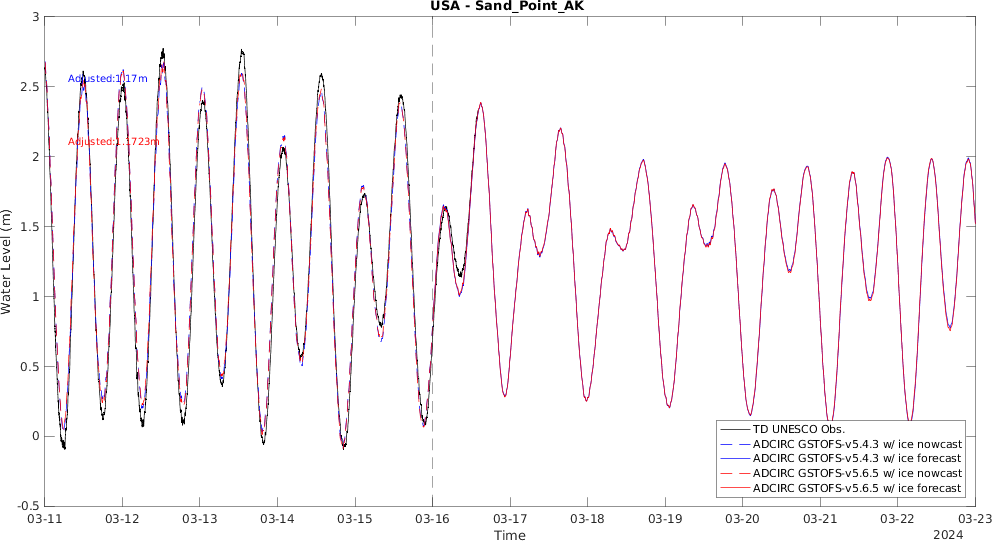 USA - Sand_Point_AK
3
2.5
2
1.5
1
0.5
0
-0.5
Water Level (m)
Adjusted:1.17m
Adjusted:1.1723m
TD UNESCO Obs.
ADCIRC GSTOFS-v5.4.3 w/ ice nowcast
ADCIRC GSTOFS-v5.4.3 w/ ice forecast
ADCIRC GSTOFS-v5.6.5 w/ ice nowcast
ADCIRC GSTOFS-v5.6.5 w/ ice forecast
03-11 03-12 03-13 03-14 03-15 03-16 03-17 03-18 03-19 03-20 03-21 03-22 03-23
Time
2024